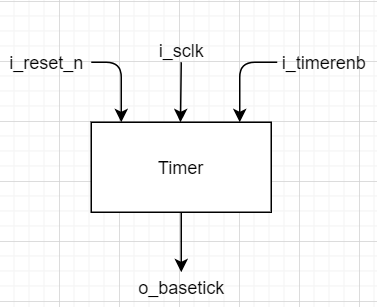 i_sclk
i_reset_n
i_timerenb
Timer
o_basetick